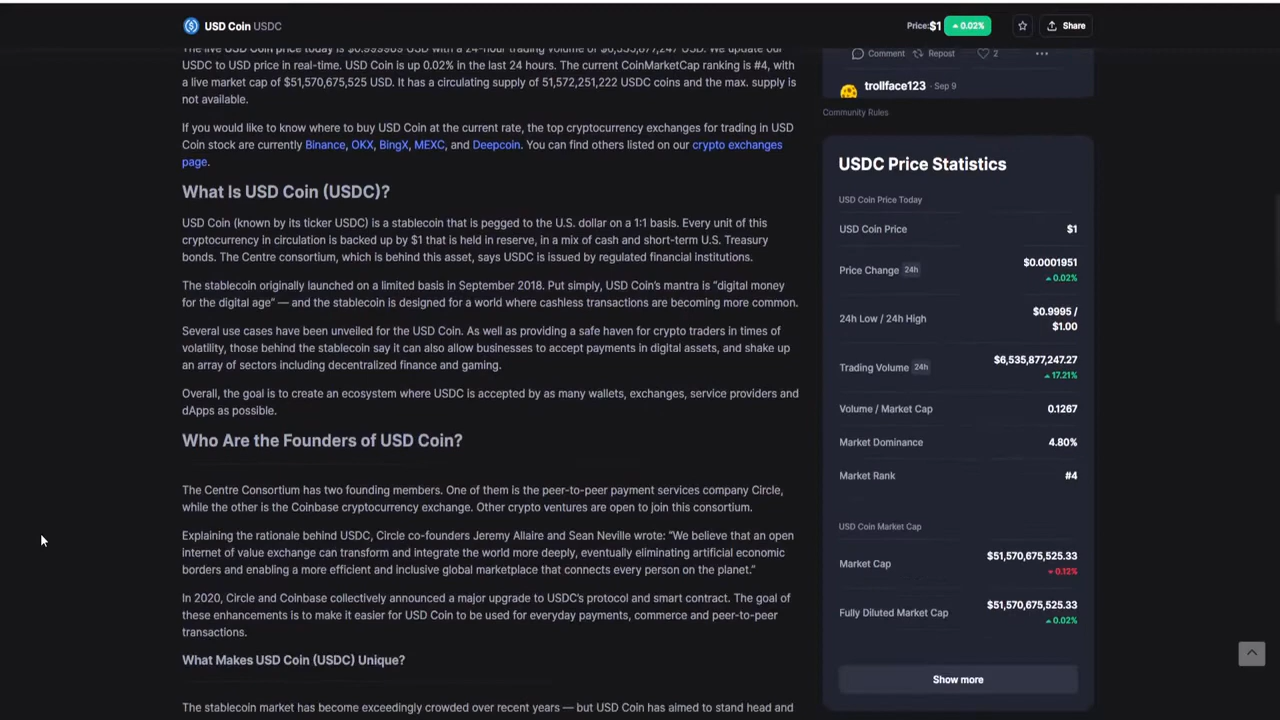 USD Coin USDC
Price:$1 0.02%
Share
The live USD Coin price today is $0.999989 USD with a 24-hour trading volume of $6,535,877,247 USD. We update our
USDC to USD price in real-time. USD Coin is up 0.02% in the last 24 hours. The current CoinMarketCap ranking is #4, with
a live market cap of $51,570,675,525 USD. It has a circulating supply of 51,572,251,222 USDC coins and the max. supply is
not available.
If you would like to know where to buy USD Coin at the current rate, the top cryptocurrency exchanges for trading in USD
Coin stock are currently Binance, OKX, BingX, MEXC, and Deepcoin. You can find others listed on our crypto exchanges
page.
What Is USD Coin (USDC)?
USD Coin (known by its ticker USDC) is a stablecoin that is pegged to the U.S. dollar on a 1:1 basis. Every unit of this
cryptocurrency in circulation is backed up by $1 that is held in reserve, in a mix of cash and short-term U.S. Treasury
bonds. The Centre consortium, which is behind this asset, says USDC is issued by regulated financial institutions.
The stablecoin originally launched on a limited basis in September 2018. Put simply, USD Coin's mantra is "digital money
for the digital age" — and the stablecoin is designed for a world where cashless transactions are becoming more common.
Several use cases have been unveiled for the USD Coin. As well as providing a safe haven for crypto traders in times of
volatility, those behind the stablecoin say it can also allow businesses to accept payments in digital assets, and shake up
an array of sectors including decentralized finance and gaming.
Overall, the goal is to create an ecosystem where USDC is accepted by as many wallets, exchanges, service providers and
dApps as possible.
Who Are the Founders of USD Coin?
The Centre Consortium has two founding members. One of them is the peer-to-peer payment services company Circle,
while the other is the Coinbase cryptocurrency exchange. Other crypto ventures are open to join this consortium.
Explaining the rationale behind USDC, Circle co-founders Jeremy Allaire and Sean Neville wrote: "We believe that an open
internet of value exchange can transform and integrate the world more deeply, eventually eliminating artificial economic
borders and enabling a more efficient and inclusive global marketplace that connects every person on the planet."
In 2020, Circle and Coinbase collectively announced a major upgrade to USDC's protocol and smart contract. The goal of
these enhancements is to make it easier for USD Coin to be used for everyday payments, commerce and peer-to-peer
transactions.
What Makes USD Coin (USDC) Unique?
The stablecoin market has become exceedingly crowded over recent years — but USD Coin has aimed to stand head and
Comment Repost 2
trollface123 · Sep 9
Community Rules
USDC Price Statistics
USD Coin Price Today
USD Coin Price $1
Price Change 24h $0.0001951
0.02%
24h Low / 24h High $0.9995 /
$1.00
Trading Volume 24h $6,535,877,247.27
17.21%
Volume / Market Cap 0.1267
Market Dominance 4.80%
Market Rank #4
USD Coin Market Cap
Market Cap $51,570,675,525.33
0.12%
Fully Diluted Market Cap $51,570,675,525.33
0.02%
Show more